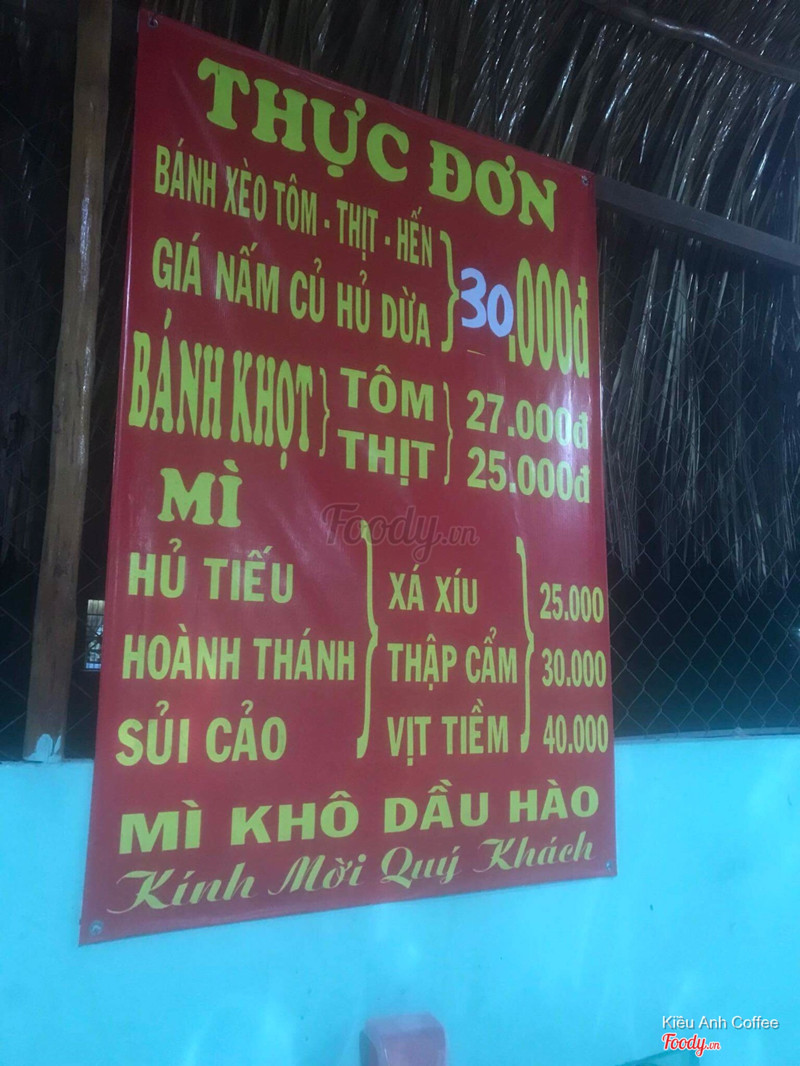 THỰC ĐƠN
BÁNH XÈO TÔM - THỊT - HẾN
GIÁ NẤM CỦ HỦ DỪA
30.000đ
BÁNH KHỌT
TÔM 27.000đ
THỊT 25.000đ
MÌ
HỦ TIẾU XÁ XÍU 25.000
HOÀNH THÁNH THẬP CẨM 30.000
SỦI CẢO VỊT TIỀM 40.000
MÌ KHÔ DẦU HÀO
Kính Mời Quý Khách
Foody.vn
Kiều Anh Coffee
Foody.vn